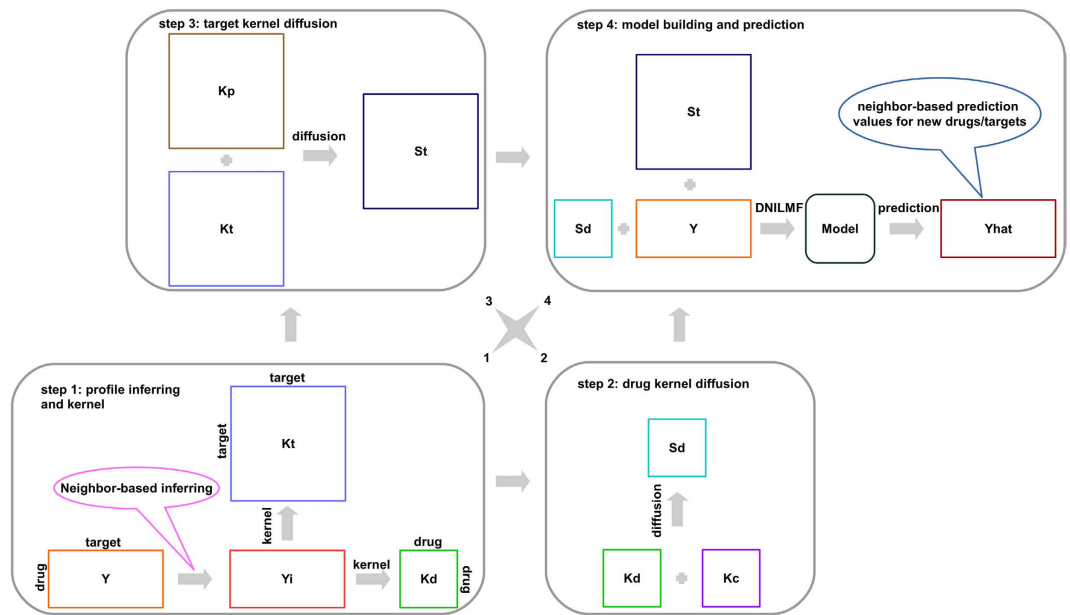 step 3: target kernel diffusion
Kp
diffusion
St
Kt
step 4: model building and prediction
St
neighbor-based prediction
values for new drugs/targets
Sd
Y
DNILMF
Model
prediction
Yhat
3
4
1
2
step 1: profile inferring
and kernel
target
target
Kt
Neighbor-based inferring
kernel
target
drug
Y
Yi
kernel
drug
Kd
drug
step 2: drug kernel diffusion
Sd
diffusion
Kd
Kc